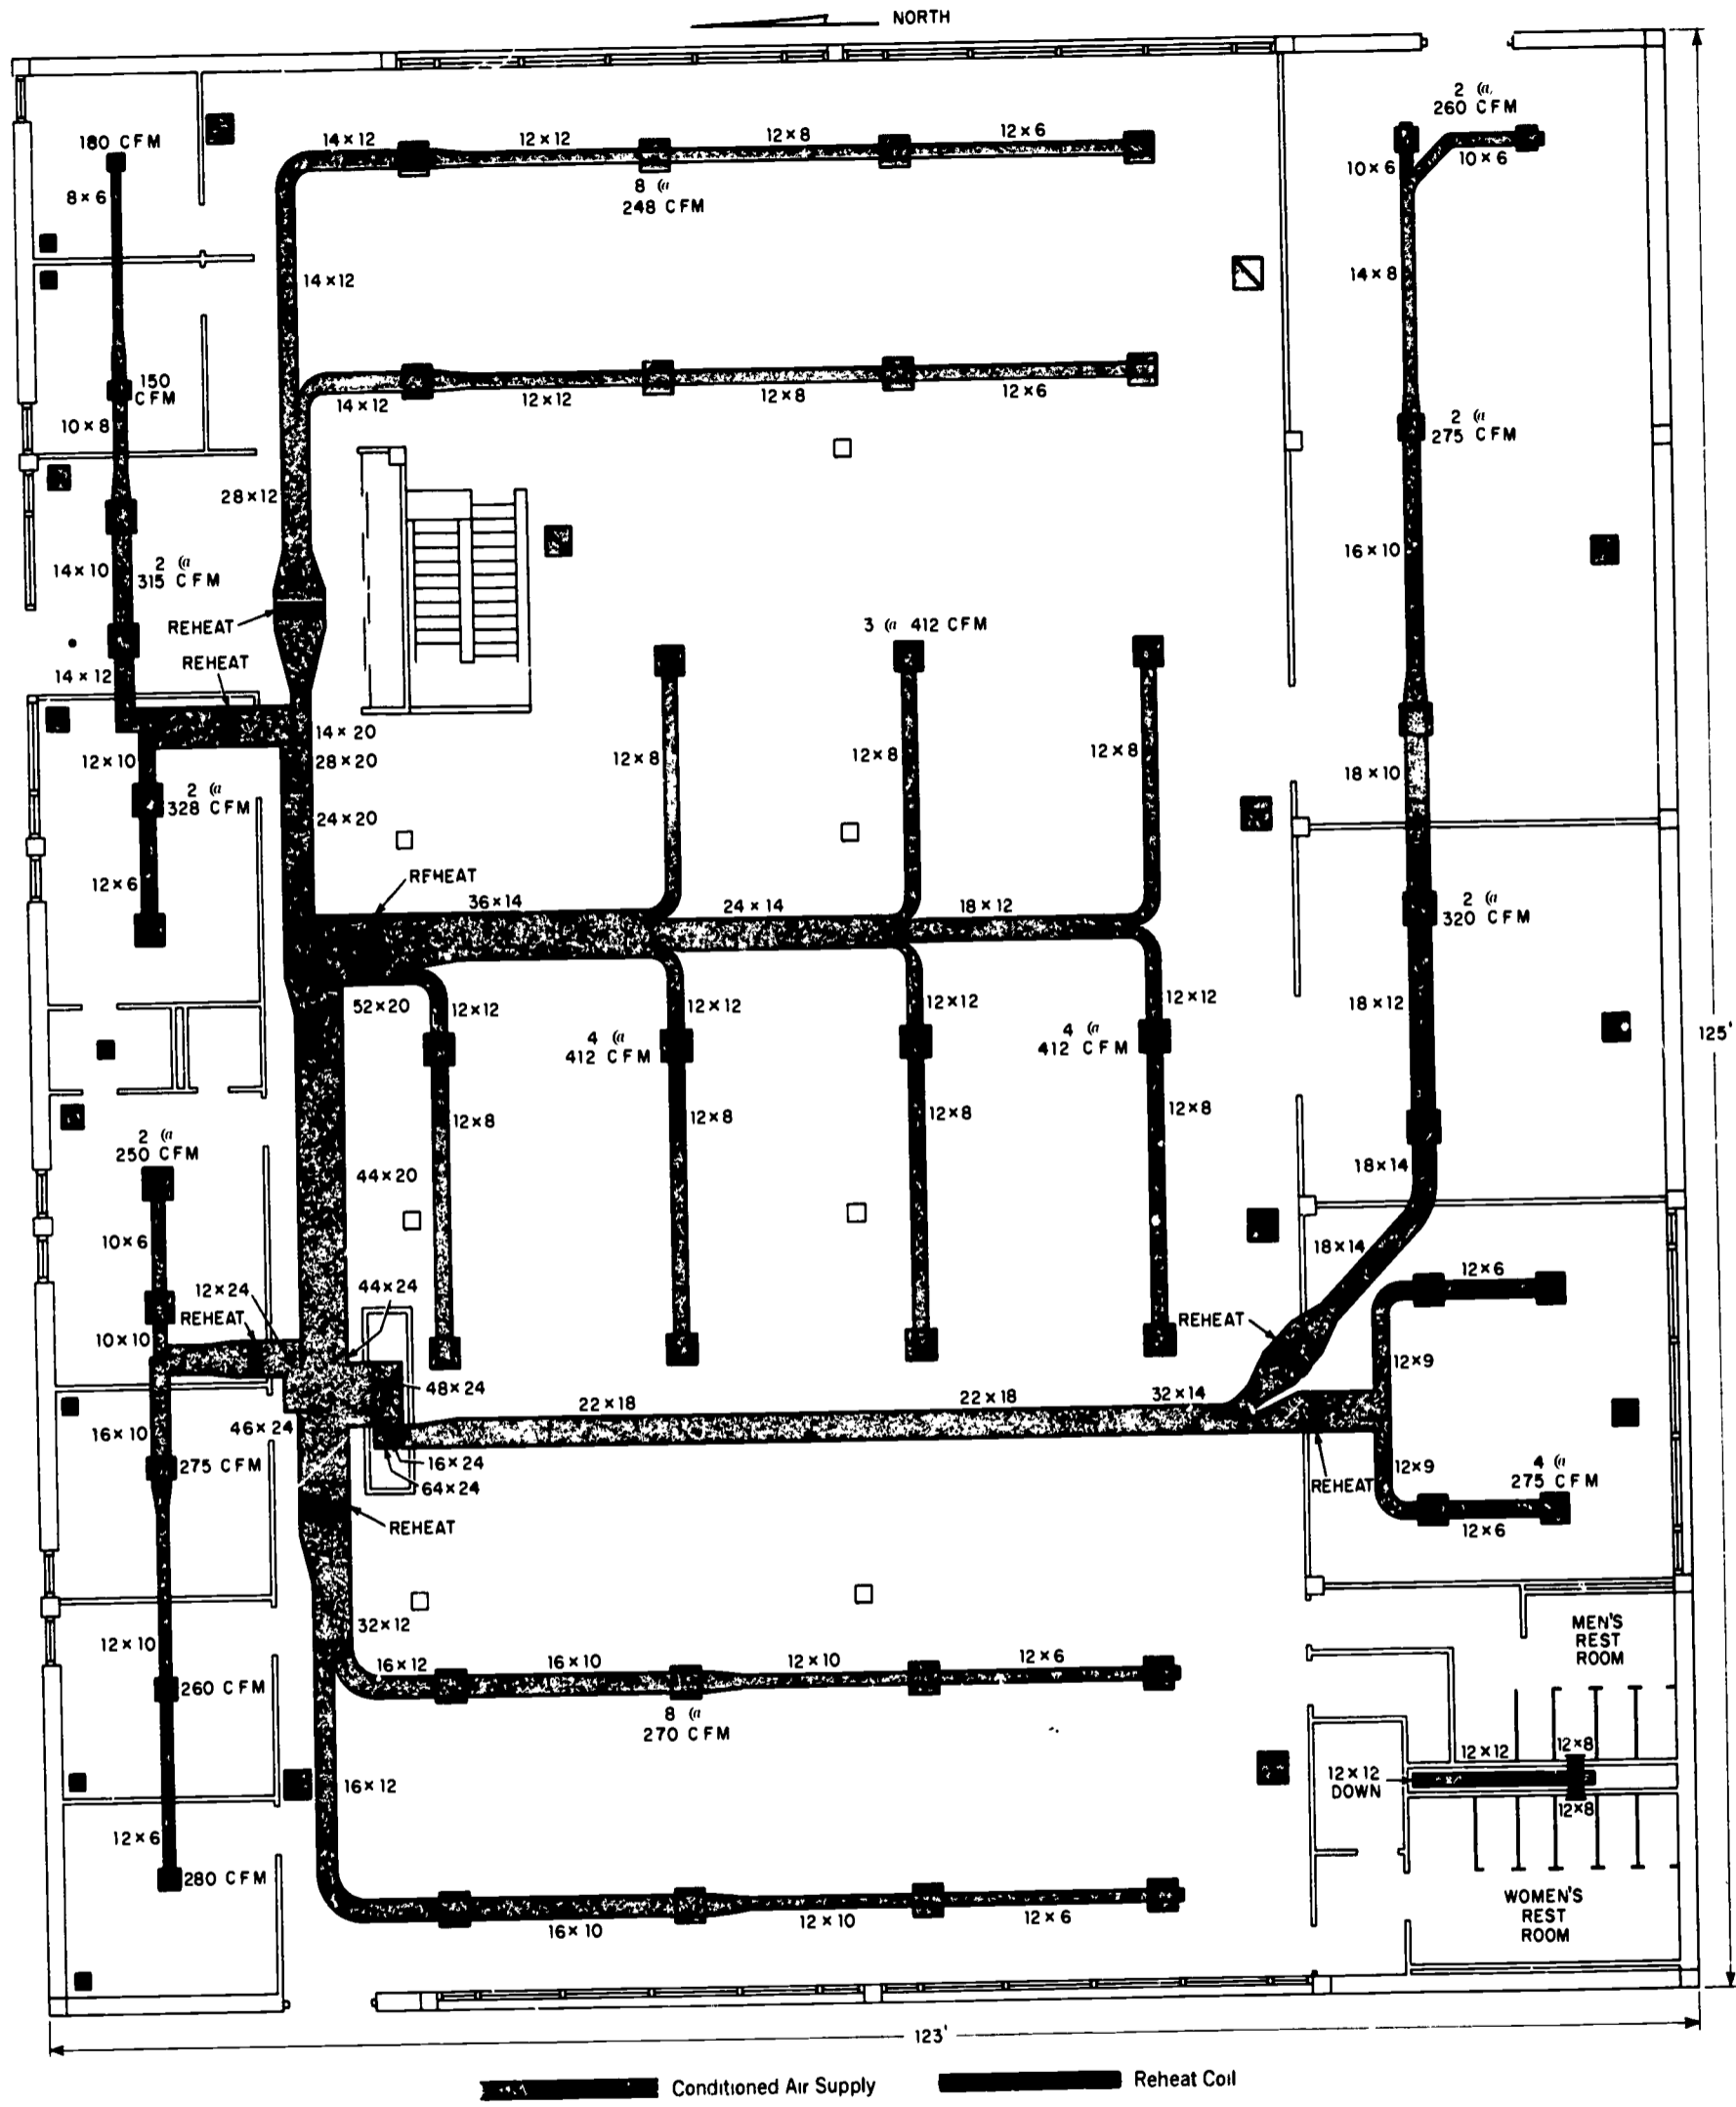 NORTH
2 @
260 CFM
180 CFM
14×12
12×12
12×8
12×6
10×6
10×6
8×6
8 @
248 CFM
14×12
14×8
150
CFM
14×12
12×12
12×8
12×6
2 @
275 CFM
10×8
28×12
14×10
2 @
315 CFM
16×10
REHEAT
3 @ 412 CFM
REHEAT
14×12
14×20
28×20
12×10
12×8
12×8
12×8
18×10
2 @
328 CFM
24×20
12×6
REHEAT
36×14
24×14
18×12
2 @
320 CFM
52×20
12×12
12×12
12×12
12×12
18×12
125'
4 @
412 CFM
4 @
412 CFM
12×8
12×8
12×8
12×8
2 @
250 CFM
44×20
18×14
10×6
18×14
12×24
44×24
12×6
REHEAT
REHEAT
10×10
12×9
48×24
22×18
22×18
32×14
16×10
46×24
16×24
275 CFM
64×24
12×9
4 @
275 CFM
REHEAT
REHEAT
12×6
32×12
MEN'S
REST
ROOM
12×10
16×12
16×10
12×10
12×6
260 CFM
8 @
270 CFM
12×12
12×8
16×12
12×12
DOWN
12×8
12×6
280 CFM
WOMEN'S
REST
ROOM
16×10
12×10
12×6
123'
Conditioned Air Supply
Reheat Coil